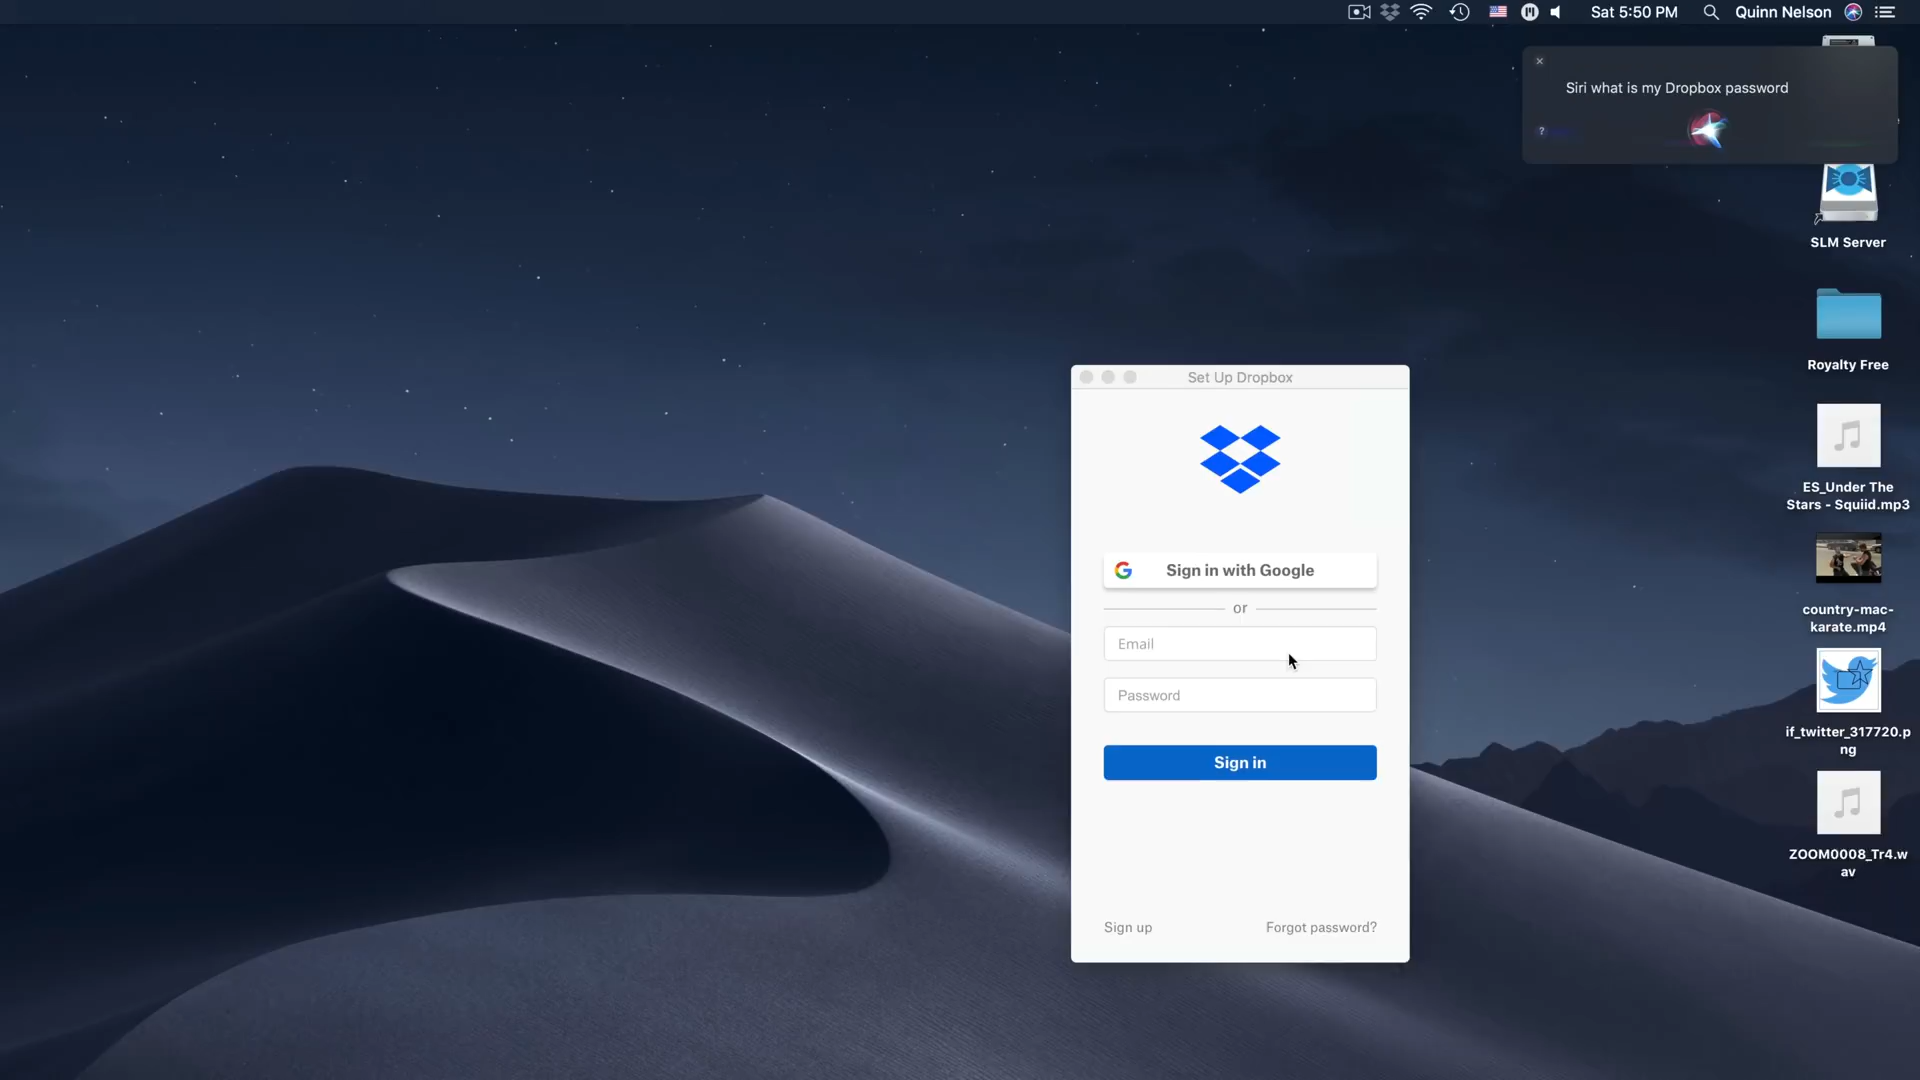 Sat 5:50 PM
Quinn Nelson
Siri what is my Dropbox password
?
SLM Server
Royalty Free
ES_Under The
Stars - Squiid.mp3
country-mac-
karate.mp4
if_twitter_317720.p
ng
ZOOM0008_Tr4.w
av
Set Up Dropbox
Sign in with Google
or
Email
Password
Sign in
Sign up
Forgot password?